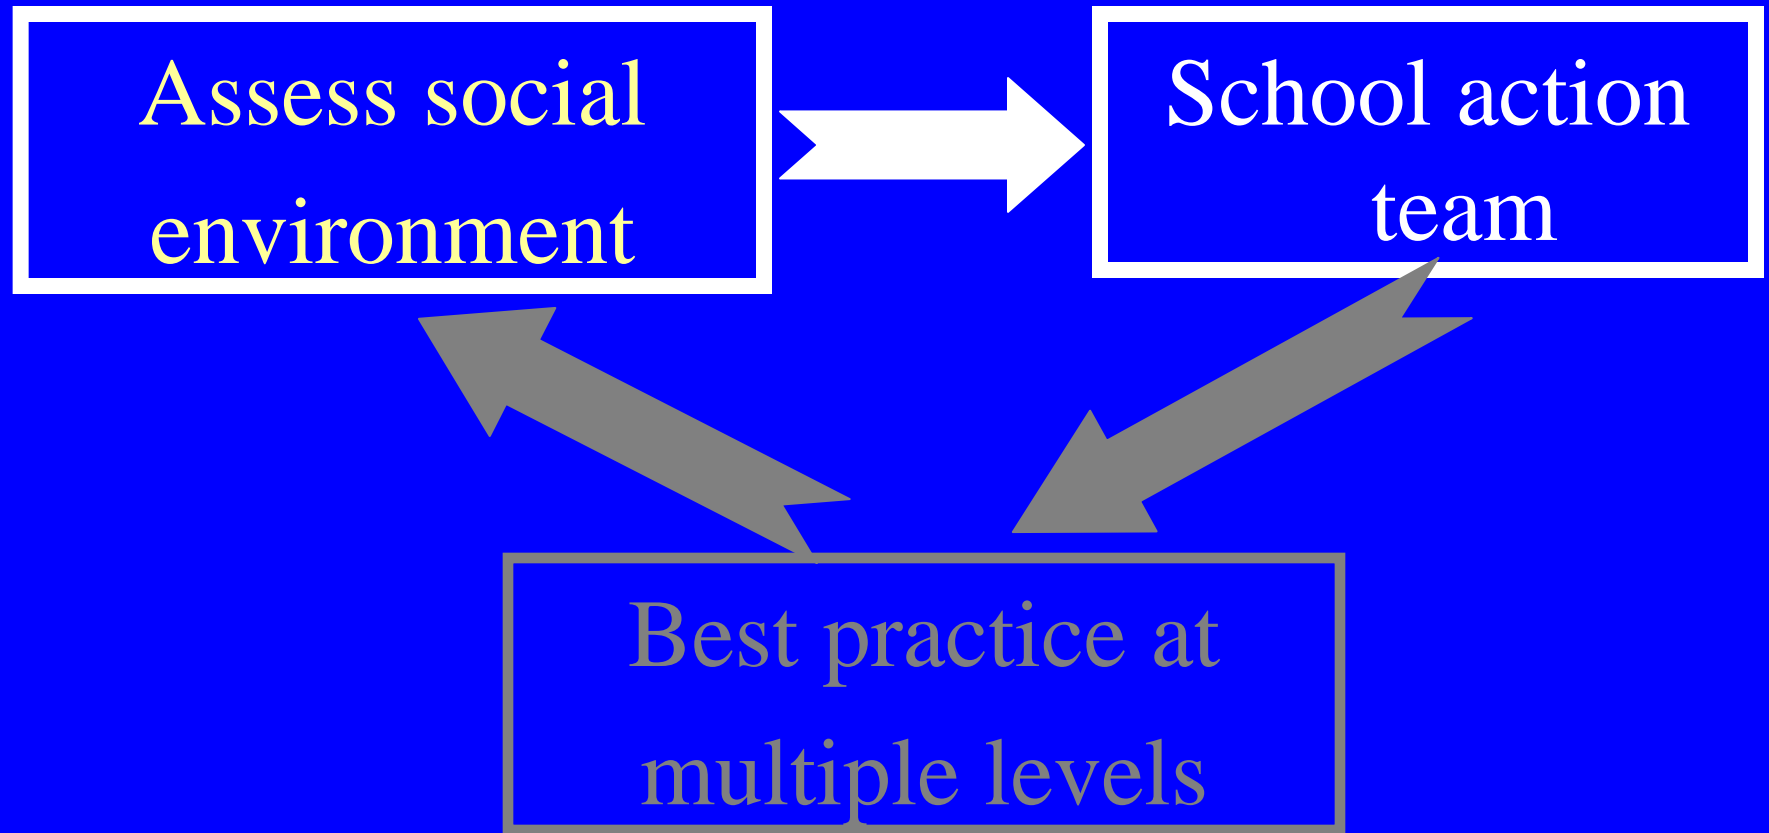 Assess social
environment
School action
team
Best practice at
multiple levels